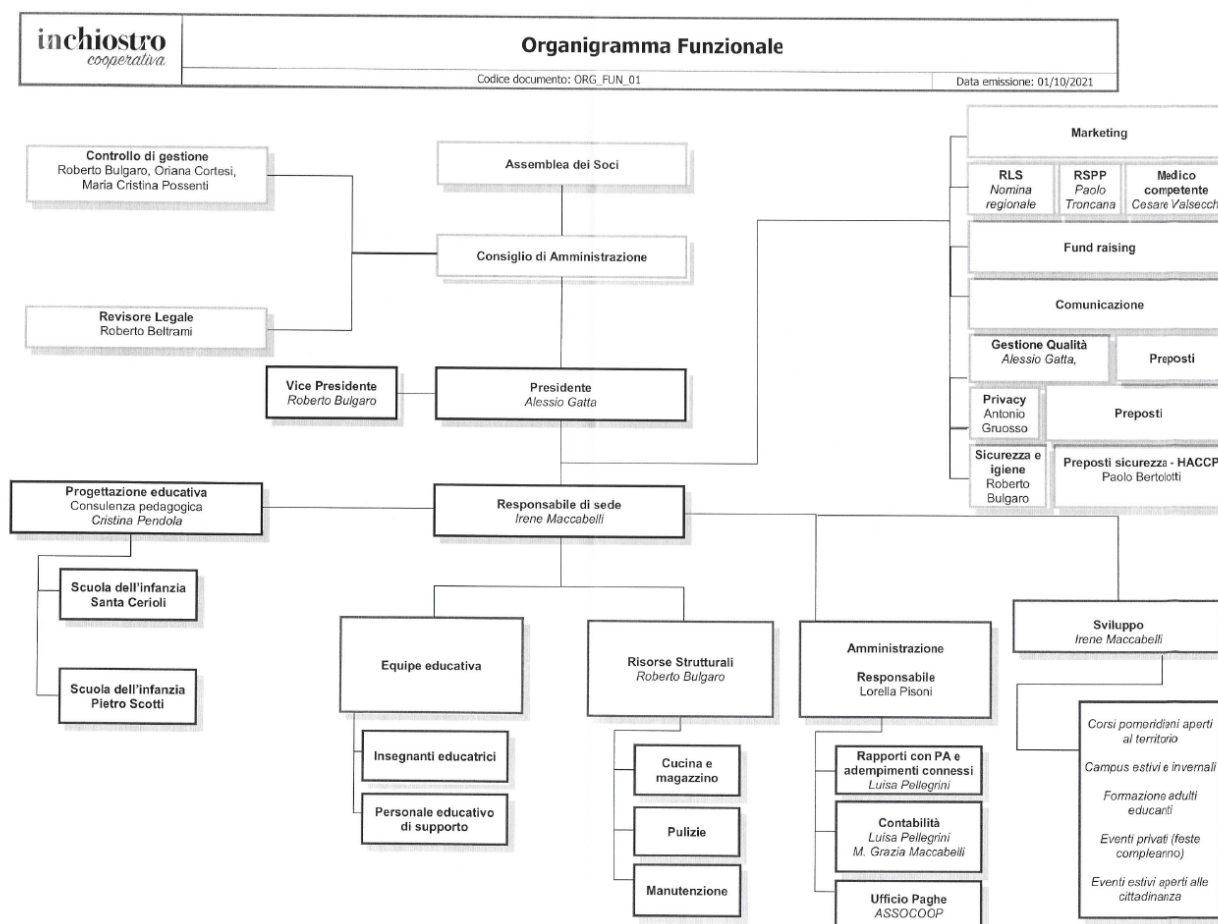 inchiostro
cooperativa
Organigramma Funzionale
Codice documento: ORG_FUN_01
Data emissione: 01/10/2021
Controllo di gestione
Roberto Bulgaro, Oriana Cortesi,
Maria Cristina Possenti
Assemblea dei Soci
Consiglio di Amministrazione
Revisore Legale
Roberto Beltrami
Vice Presidente
Roberto Bulgaro
Presidente
Alessio Gatta
Marketing
RLS
Nomina
regionale
RSPP
Paolo
Troncana
Medico
competente
Cesare Valsecch
Fund raising
Comunicazione
Gestione Qualità
Alessio Gatta,
Preposti
Privacy
Antonio
Gruosso
Preposti
Sicurezza e
igiene
Roberto
Bulgaro
Preposti sicurezza - HACCP
Paolo Bertolotti
Progettazione educativa
Consulenza pedagogica
Cristina Pendola
Responsabile di sede
Irene Maccabelli
Scuola dell'infanzia
Santa Cerioli
Scuola dell'infanzia
Pietro Scotti
Equipe educativa
Insegnanti educatrici
Personale educativo
di supporto
Risorse Strutturali
Roberto Bulgaro
Cucina e
magazzino
Pulizie
Manutenzione
Amministrazione
Responsabile
Lorella Pisoni
Rapporti con PA e
adempimenti connessi
Luisa Pellegrini
Contabilità
Luisa Pellegrini
M. Grazia Maccabelli
Ufficio Paghe
ASSOCOOP
Sviluppo
Irene Maccabelli
Corsi pomeridiani aperti
al territorio
Campus estivi e invernali
Formazione adulti
educanti
Eventi privati (feste
compleanno)
Eventi estivi aperti alle
cittadinanza